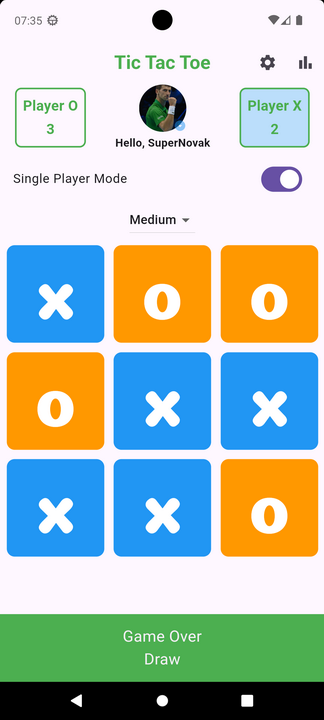 07:35
Tic Tac Toe
Player O
3
Hello, SuperNovak
Player X
2
Single Player Mode
Medium
X O O
O X X
X X O
Game Over
Draw